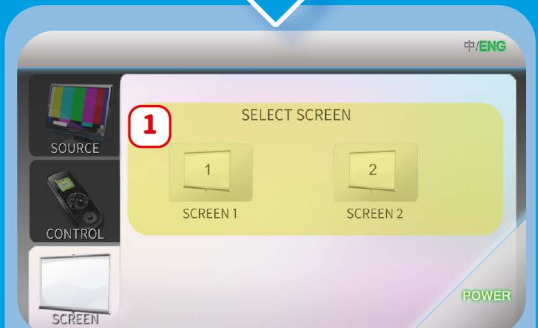 中/ENG
SOURCE
CONTROL
SCREEN
1
SELECT SCREEN
1
SCREEN 1
2
SCREEN 2
POWER